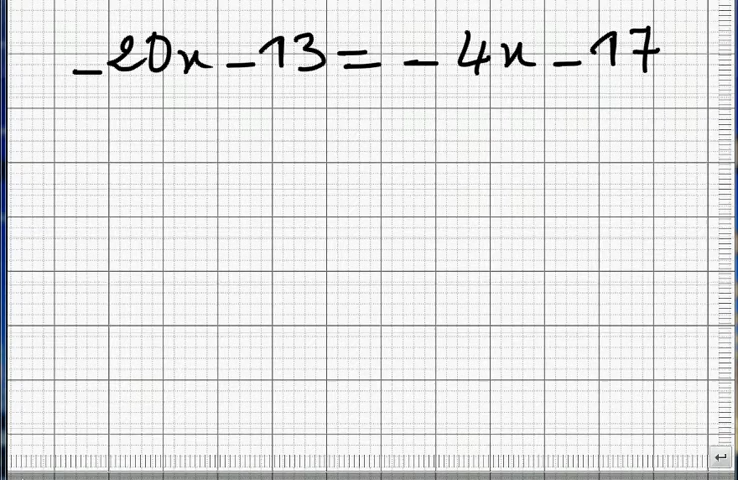 -20x - 13 = -4x - 17